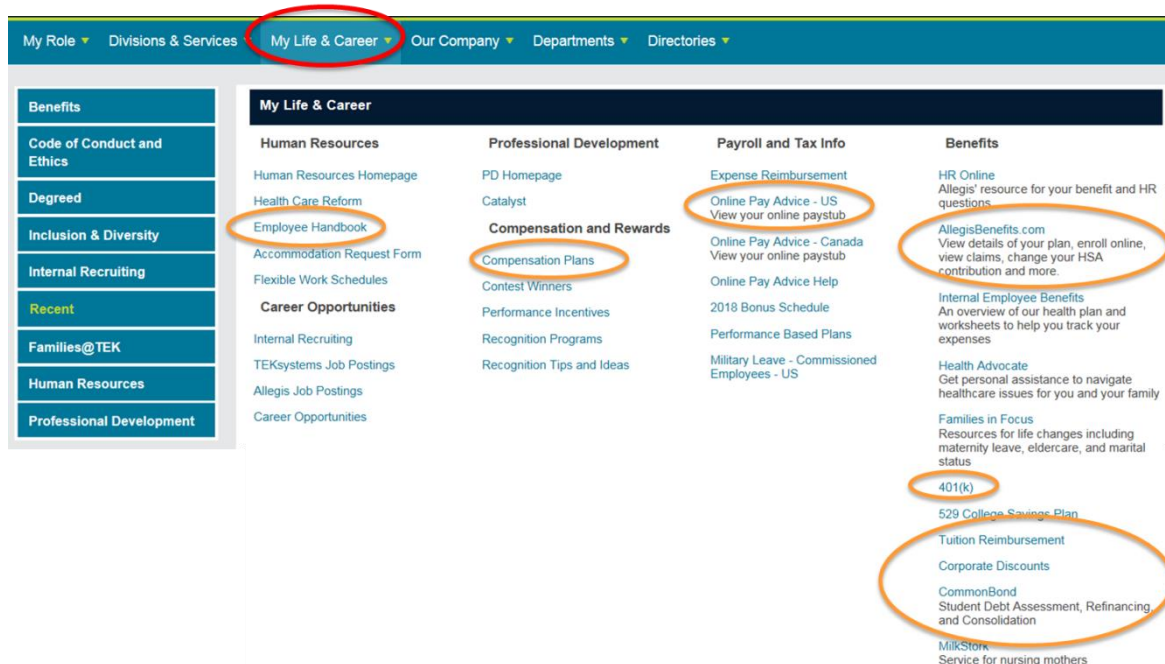 My Role Divisions & Services My Life & Career Our Company Departments Directories
Benefits
Code of Conduct and
Ethics
Degreed
Inclusion & Diversity
Internal Recruiting
Recent
Families@TEK
Human Resources
Professional Development
My Life & Career
Human Resources
Human Resources Homepage
Health Care Reform
Employee Handbook
Accommodation Request Form
Flexible Work Schedules
Career Opportunities
Internal Recruiting
TEKsystems Job Postings
Allegis Job Postings
Career Opportunities
Professional Development
PD Homepage
Catalyst
Compensation and Rewards
Compensation Plans
Contest Winners
Performance Incentives
Recognition Programs
Recognition Tips and Ideas
Payroll and Tax Info
Expense Reimbursement
Online Pay Advice - US
View your online paystub
Online Pay Advice - Canada
View your online paystub
Online Pay Advice Help
2018 Bonus Schedule
Performance Based Plans
Military Leave - Commissioned
Employees - US
Benefits
HR Online
Allegis' resource for your benefit and HR
questions
AllegisBenefits.com
View details of your plan, enroll online,
view claims, change your HSA
contribution and more.
Internal Employee Benefits
An overview of our health plan and
worksheets to help you track your
expenses
Health Advocate
Get personal assistance to navigate
healthcare issues for you and your family
Families in Focus
Resources for life changes including
maternity leave, eldercare, and marital
status
401(k)
529 College Savings Plan
Tuition Reimbursement
Corporate Discounts
CommonBond
Student Debt Assessment, Refinancing,
and Consolidation
MilkStork
Service for nursing mothers